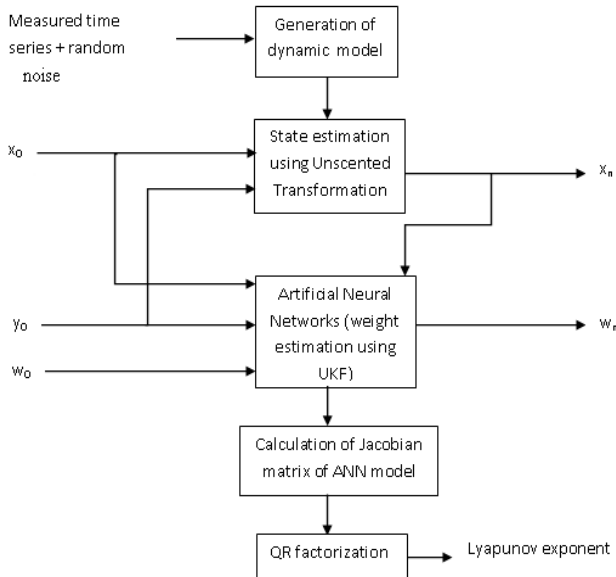 Measured time
series + random
noise
Generation of
dynamic model
x₀
State estimation
using Unscented
Transformation
xₙ
Artificial Neural
Networks (weight
estimation using
UKF)
y₀
w₀
wₙ
Calculation of Jacobian
matrix of ANN model
QR factorization
Lyapunov exponent